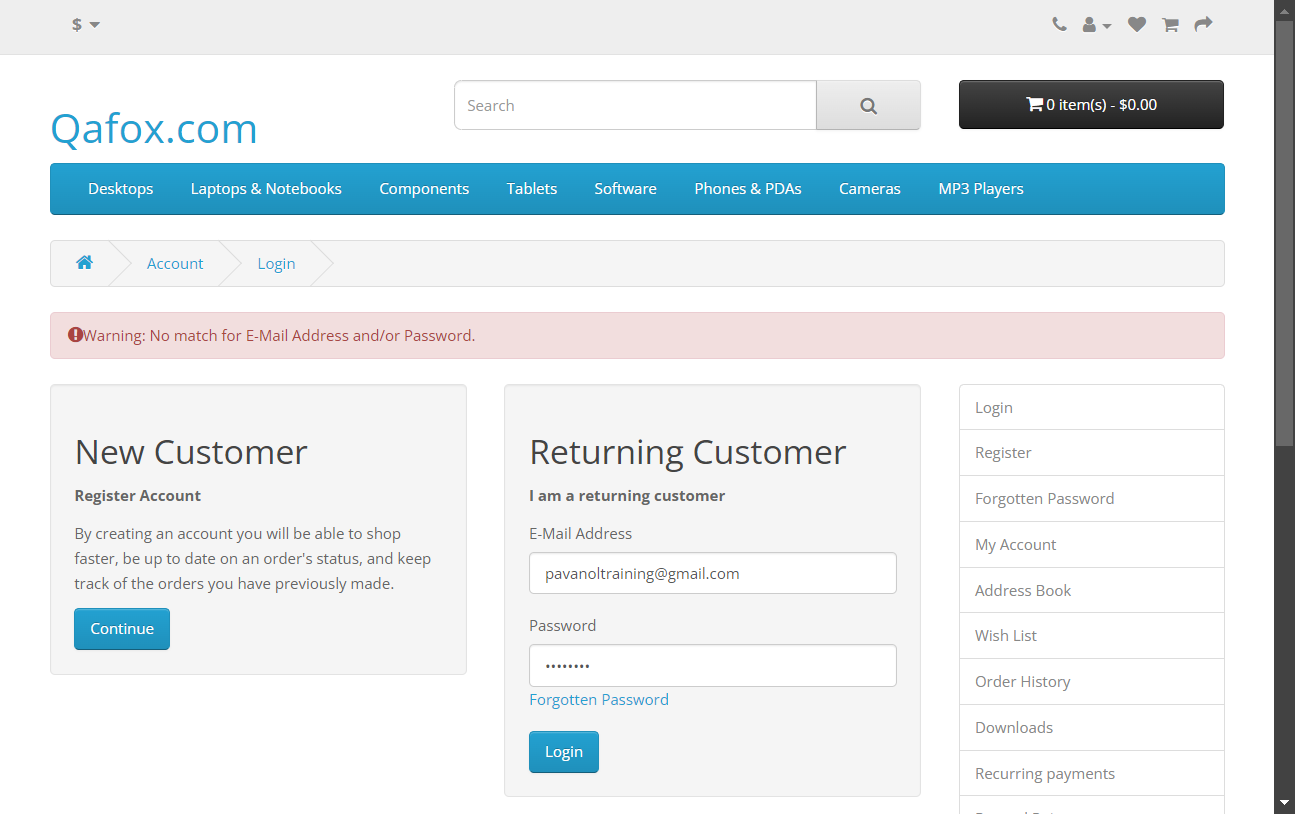 $
Search
0 item(s) - $0.00
Qafox.com
Desktops Laptops & Notebooks Components Tablets Software Phones & PDAs Cameras MP3 Players
Account Login
Warning: No match for E-Mail Address and/or Password.
New Customer
Register Account
By creating an account you will be able to shop
faster, be up to date on an order's status, and keep
track of the orders you have previously made.
Continue
Returning Customer
I am a returning customer
E-Mail Address
pavanoltraining@gmail.com
Password
••••••••
Forgotten Password
Login
Login
Register
Forgotten Password
My Account
Address Book
Wish List
Order History
Downloads
Recurring payments